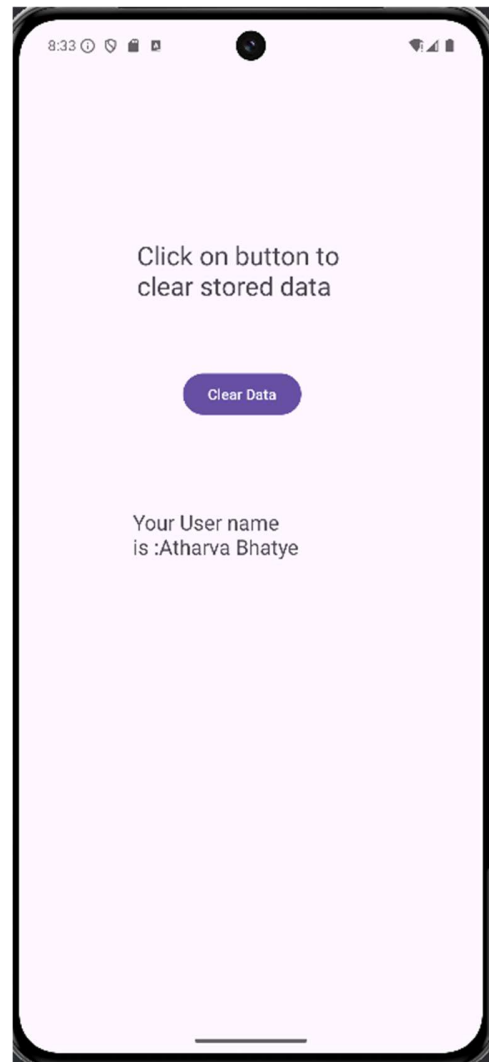 8:33
Click on button to
clear stored data
Clear Data
Your User name
is :Atharva Bhatye